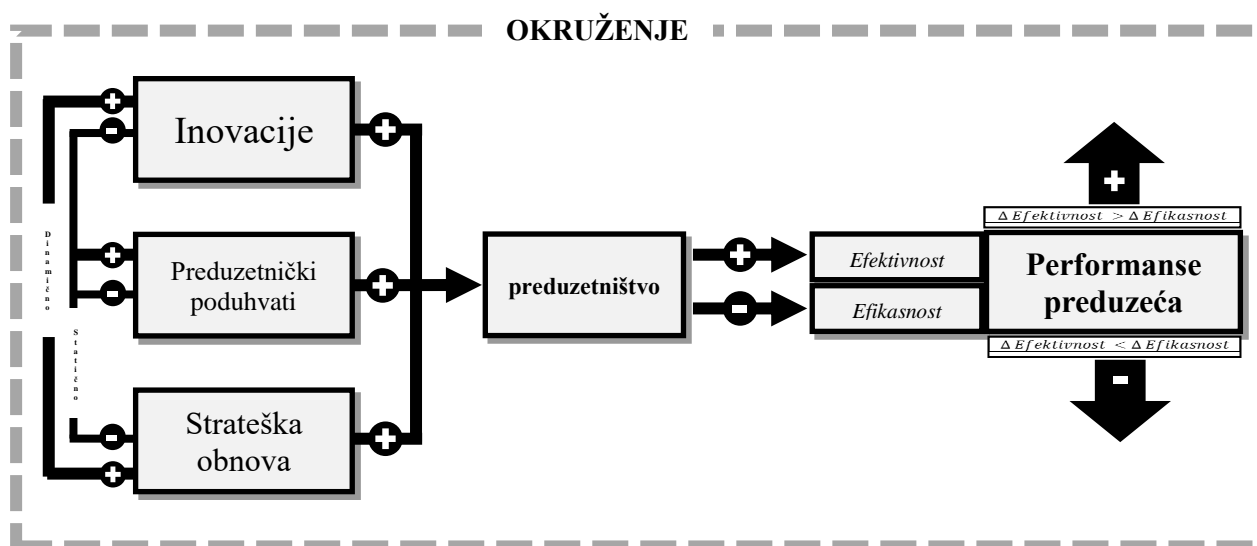 OKRUŽENJE
Inovacije
Dinamično
Preduzetnički
poduhvati
Statično
Strateška
obnova
preduzetništvo
Efektivnost
Efikasnost
Δ Efektivnost > Δ Efikasnost
Performanse
preduzeća
Δ Efektivnost < Δ Efikasnost